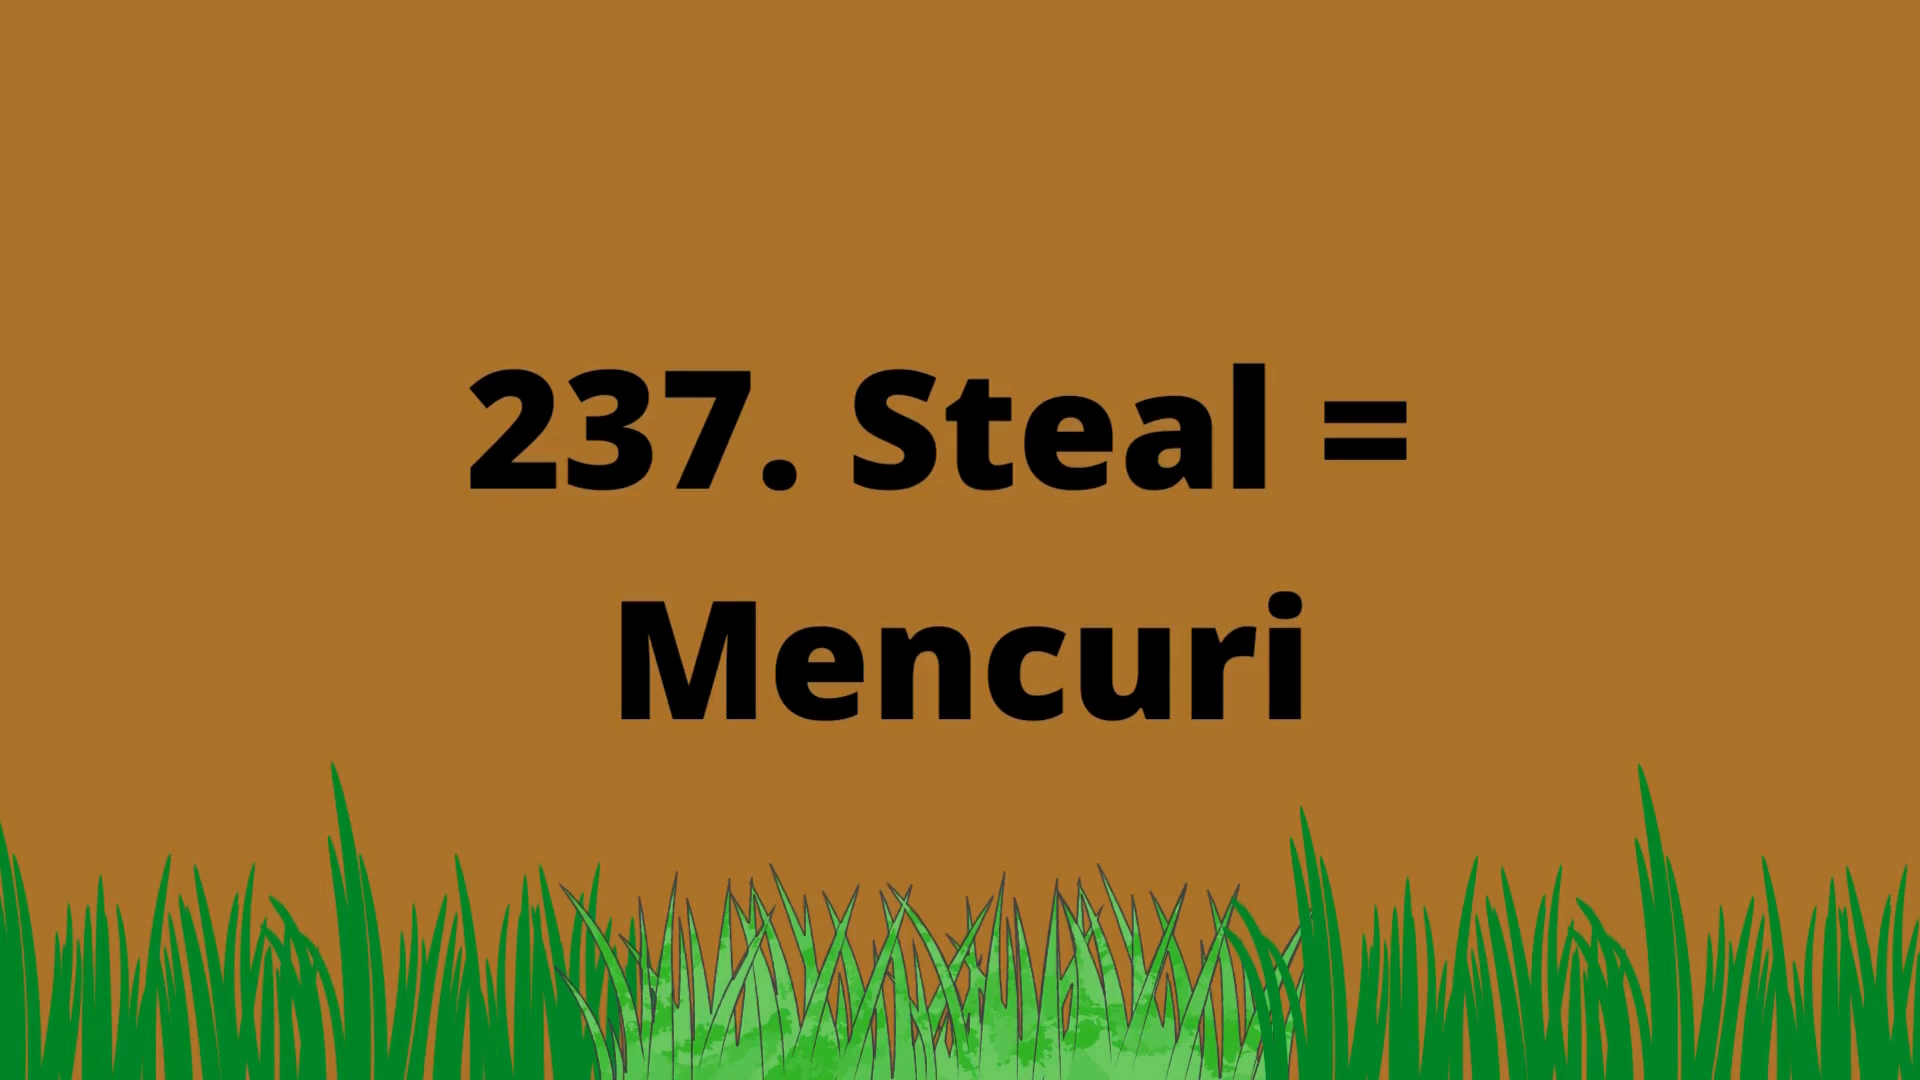 237. Steal =
Mencuri